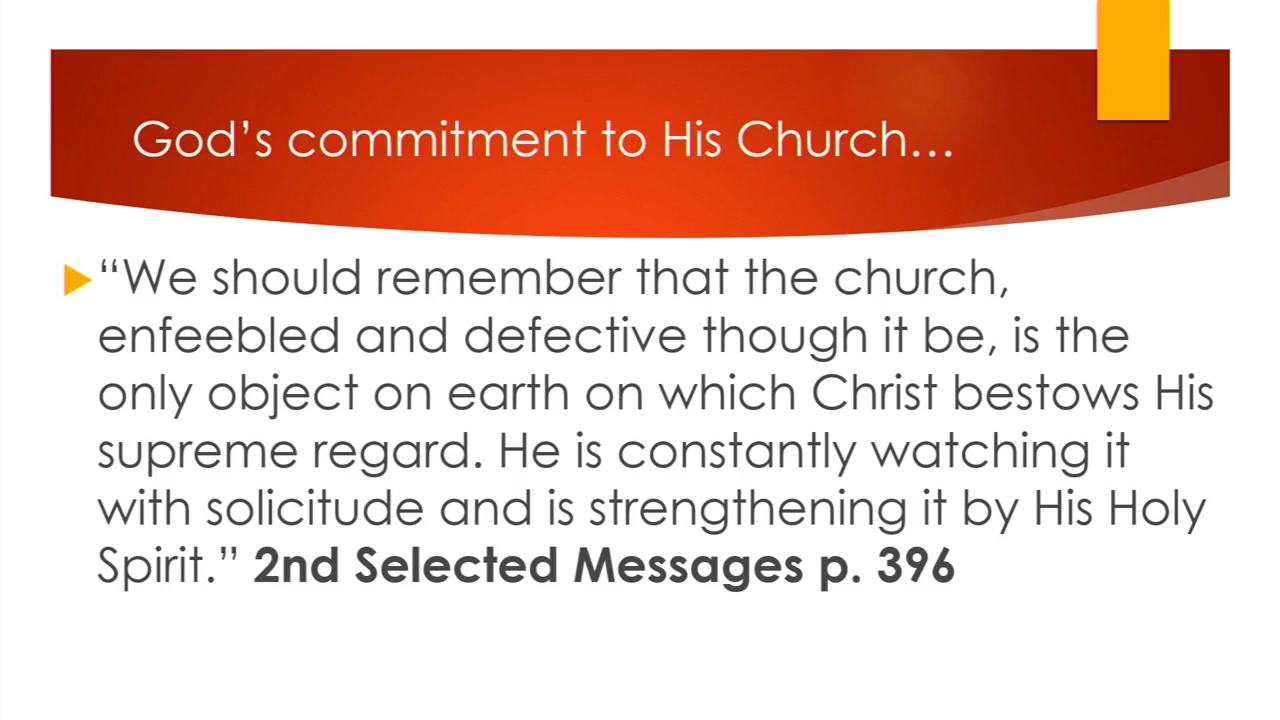 God’s commitment to His Church…
“We should remember that the church,
enfeebled and defective though it be, is the
only object on earth on which Christ bestows His
supreme regard. He is constantly watching it
with solicitude and is strengthening it by His Holy
Spirit.” 2nd Selected Messages p. 396